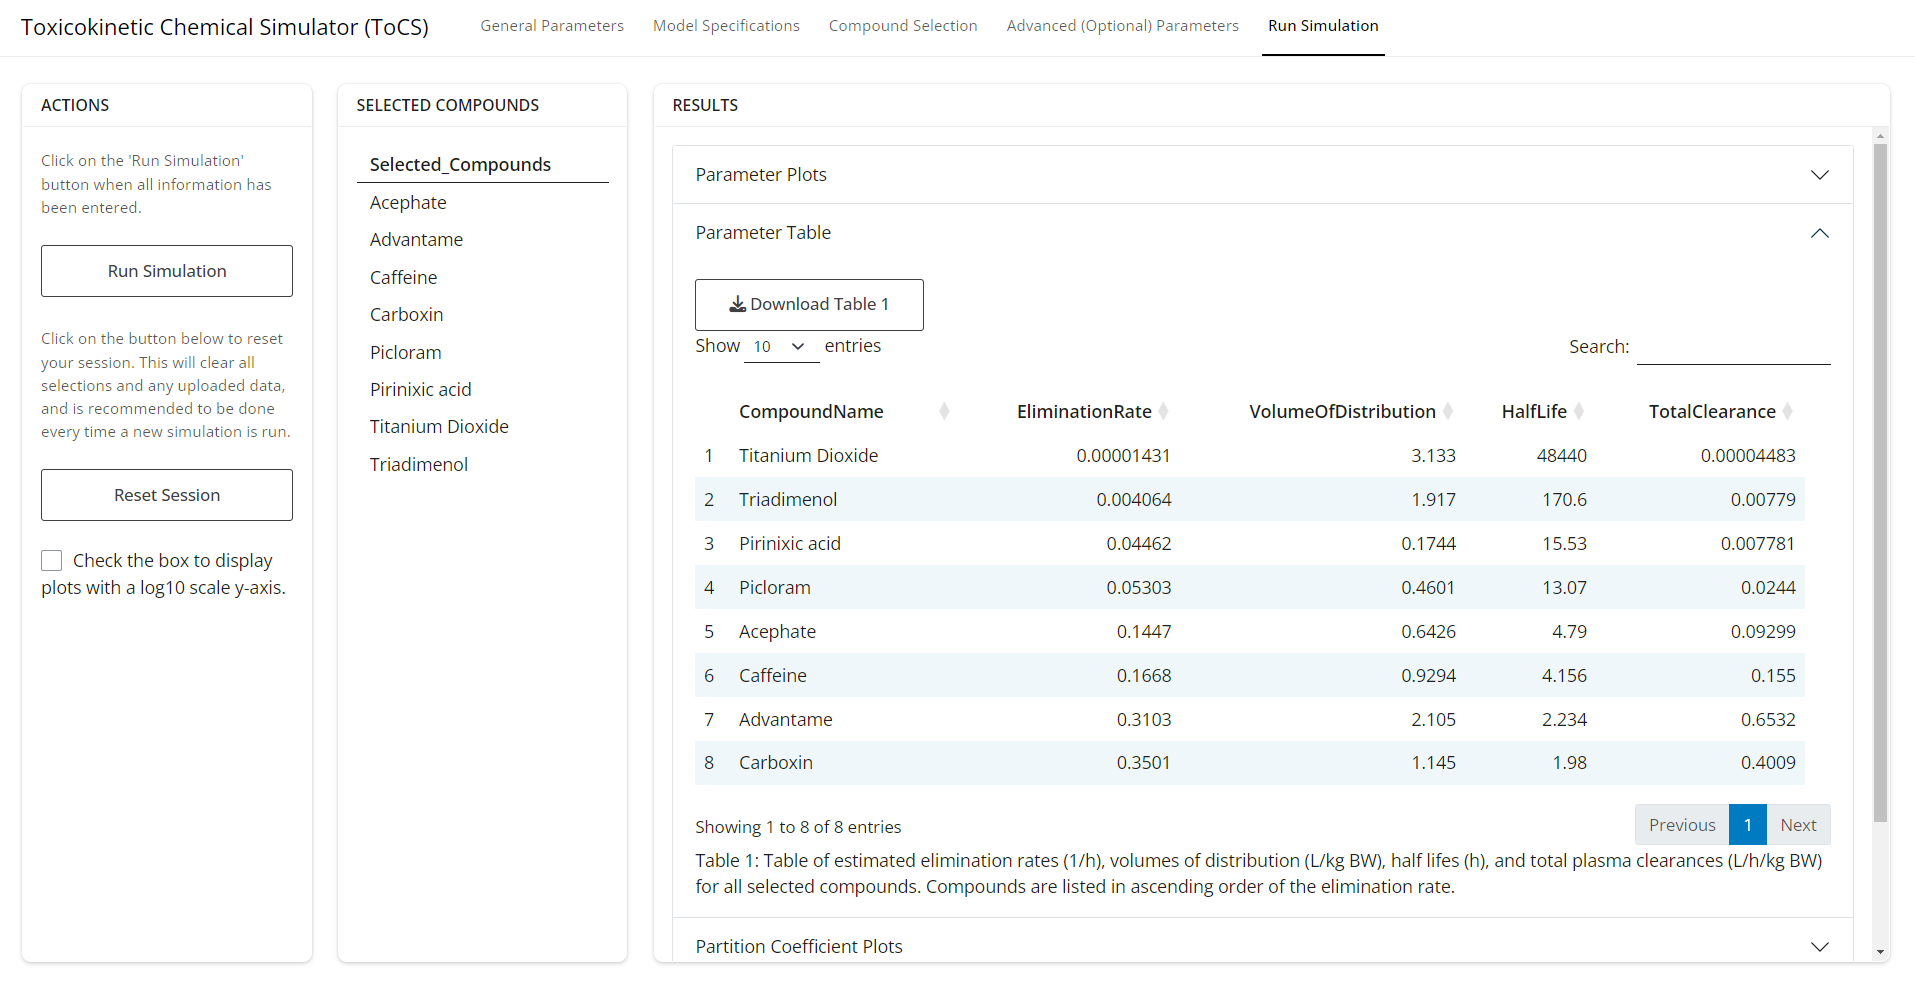 Toxicokinetic Chemical Simulator (ToCS)
General Parameters
Model Specifications
Compound Selection
Advanced (Optional) Parameters
Run Simulation
ACTIONS
Click on the 'Run Simulation'
button when all information has
been entered.
Run Simulation
Click on the button below to reset
your session. This will clear all
selections and any uploaded data,
and is recommended to be done
every time a new simulation is run.
Reset Session
Check the box to display
plots with a log10 scale y-axis.
SELECTED COMPOUNDS
Selected_Compounds
Acephate
Advantame
Caffeine
Carboxin
Picloram
Pirinixic acid
Titanium Dioxide
Triadimenol
RESULTS
Parameter Plots
Parameter Table
Download Table 1
Show 10 entries
Search:
CompoundName EliminationRate VolumeOfDistribution HalfLife TotalClearance
1 Titanium Dioxide 0.00001431 3.133 48440 0.00004483
2 Triadimenol 0.004064 1.917 170.6 0.00779
3 Pirinixic acid 0.04462 0.1744 15.53 0.007781
4 Picloram 0.05303 0.4601 13.07 0.0244
5 Acephate 0.1447 0.6426 4.79 0.09299
6 Caffeine 0.1668 0.9294 4.156 0.155
7 Advantame 0.3103 2.105 2.234 0.6532
8 Carboxin 0.3501 1.145 1.98 0.4009
Showing 1 to 8 of 8 entries
Previous 1 Next
Table 1: Table of estimated elimination rates (1/h), volumes of distribution (L/kg BW), half lifes (h), and total plasma clearances (L/h/kg BW)
for all selected compounds. Compounds are listed in ascending order of the elimination rate.
Partition Coefficient Plots